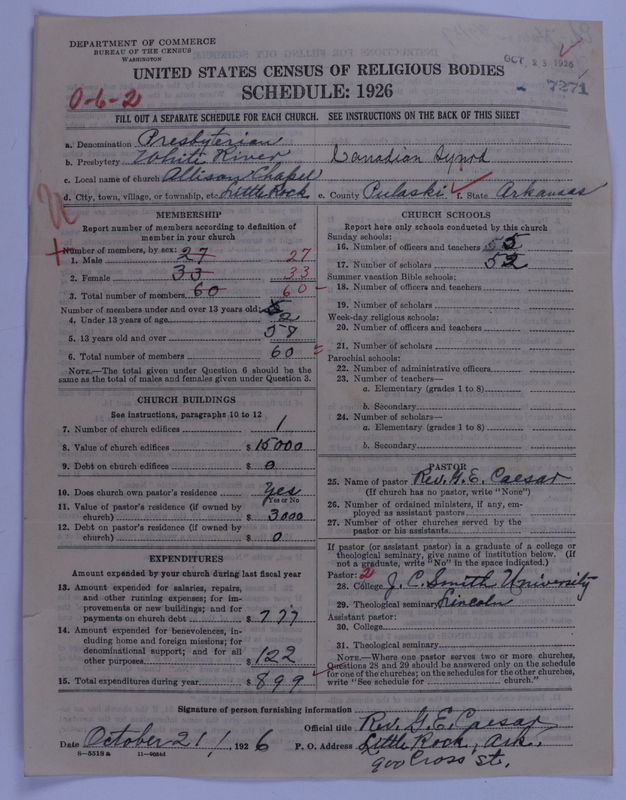 DEPARTMENT OF COMMERCE
BUREAU OF THE CENSUS
WASHINGTON
OCT 23 1926
7271
UNITED STATES CENSUS OF RELIGIOUS BODIES
SCHEDULE: 1926
0-6-2
FILL OUT A SEPARATE SCHEDULE FOR EACH CHURCH. SEE INSTRUCTIONS ON THE BACK OF THIS SHEET
a. Denomination Presbyterian
b. Presbytery White River Canadian Synod
c. Local name of church Allison Chapel
d. City, town, village, or township, etc. Little Rock e. County Pulaski f. State Arkansas
MEMBERSHIP
Report number of members according to definition of
member in your church
Number of members, by sex:
1. Male 27 27
2. Female 33 33
3. Total number of members 60 60
Number of members under and over 13 years old:
4. Under 13 years of age 2
5. 13 years old and over 58
6. Total number of members 60
NOTE.—The total given under Question 6 should be the
same as the total of males and females given under Question 3.
CHURCH BUILDINGS
See instructions, paragraphs 10 to 12
7. Number of church edifices 1
8. Value of church edifices $ 15000
9. Debt on church edifices $ 0
10. Does church own pastor's residence Yes
Yes or No
11. Value of pastor's residence (if owned by
church) $ 3000
12. Debt on pastor's residence (if owned by
church) $ 0
EXPENDITURES
Amount expended by your church during last fiscal year
13. Amount expended for salaries, repairs,
and other running expenses; for im-
provements or new buildings; and for
payments on church debt $ 777
14. Amount expended for benevolences, in-
cluding home and foreign missions; for
denominational support; and for all
other purposes $ 122
15. Total expenditures during year $ 899
CHURCH SCHOOLS
Report here only schools conducted by this church
Sunday schools:
16. Number of officers and teachers 5
17. Number of scholars 52
Summer vacation Bible schools:
18. Number of officers and teachers
19. Number of scholars
Week-day religious schools:
20. Number of officers and teachers
21. Number of scholars
Parochial schools:
22. Number of administrative officers
23. Number of teachers—
a. Elementary (grades 1 to 8)
b. Secondary
24. Number of scholars—
a. Elementary (grades 1 to 8)
b. Secondary
PASTOR
25. Name of pastor Rev. G. E. Caesar
(If church has no pastor, write "None")
26. Number of ordained ministers, if any, em-
ployed as assistant pastors
27. Number of other churches served by the
pastor or his assistants
If pastor (or assistant pastor) is a graduate of a college or
theological seminary, give name of institution below. (If
not a graduate, write "No" in the space indicated.)
Pastor: 2
28. College J. C. Smith University
29. Theological seminary Lincoln
Assistant pastor:
30. College
31. Theological seminary
NOTE.—Where one pastor serves two or more churches,
Questions 28 and 29 should be answered only on the schedule
for one of the churches; on the schedules for the other churches,
write "See schedule for church."
Signature of person furnishing information
Official title Rev. G. E. Caesar
Date October 21, 1926 P. O. Address Little Rock, Ark.
900 Cross St.
8-5518a 11-9084d